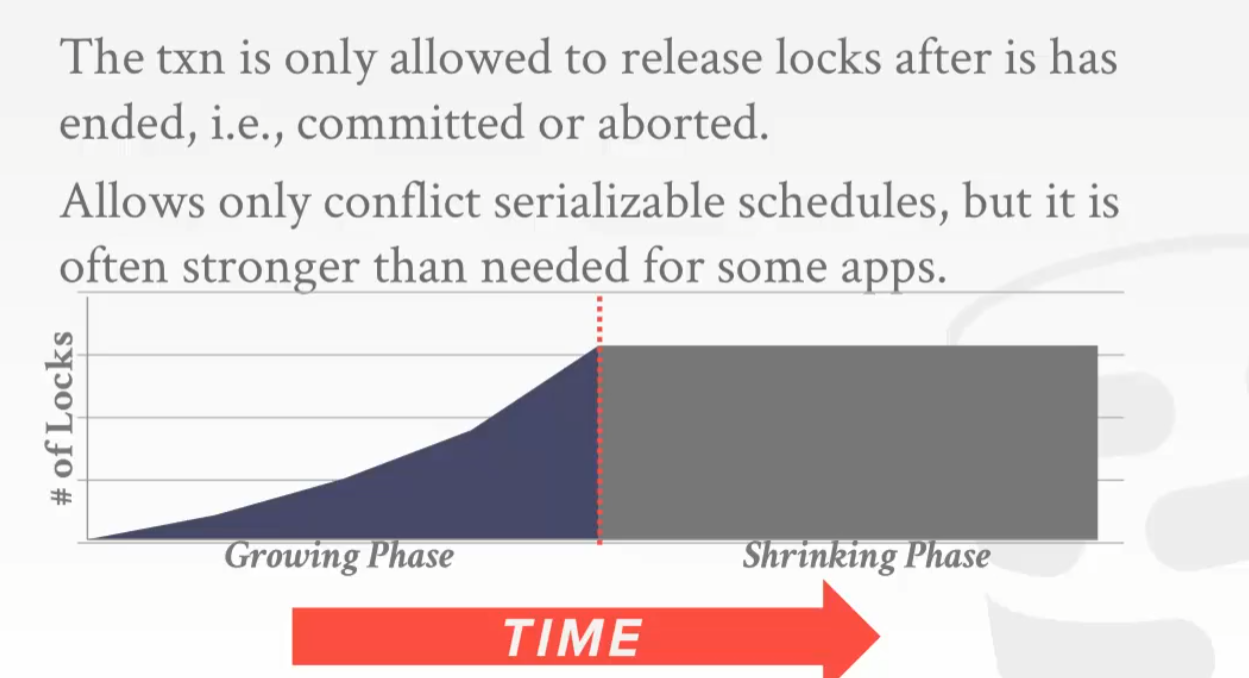 The txn is only allowed to release locks after is has
ended, i.e., committed or aborted.
Allows only conflict serializable schedules, but it is
often stronger than needed for some apps.
# of Locks
Growing Phase
Shrinking Phase
TIME